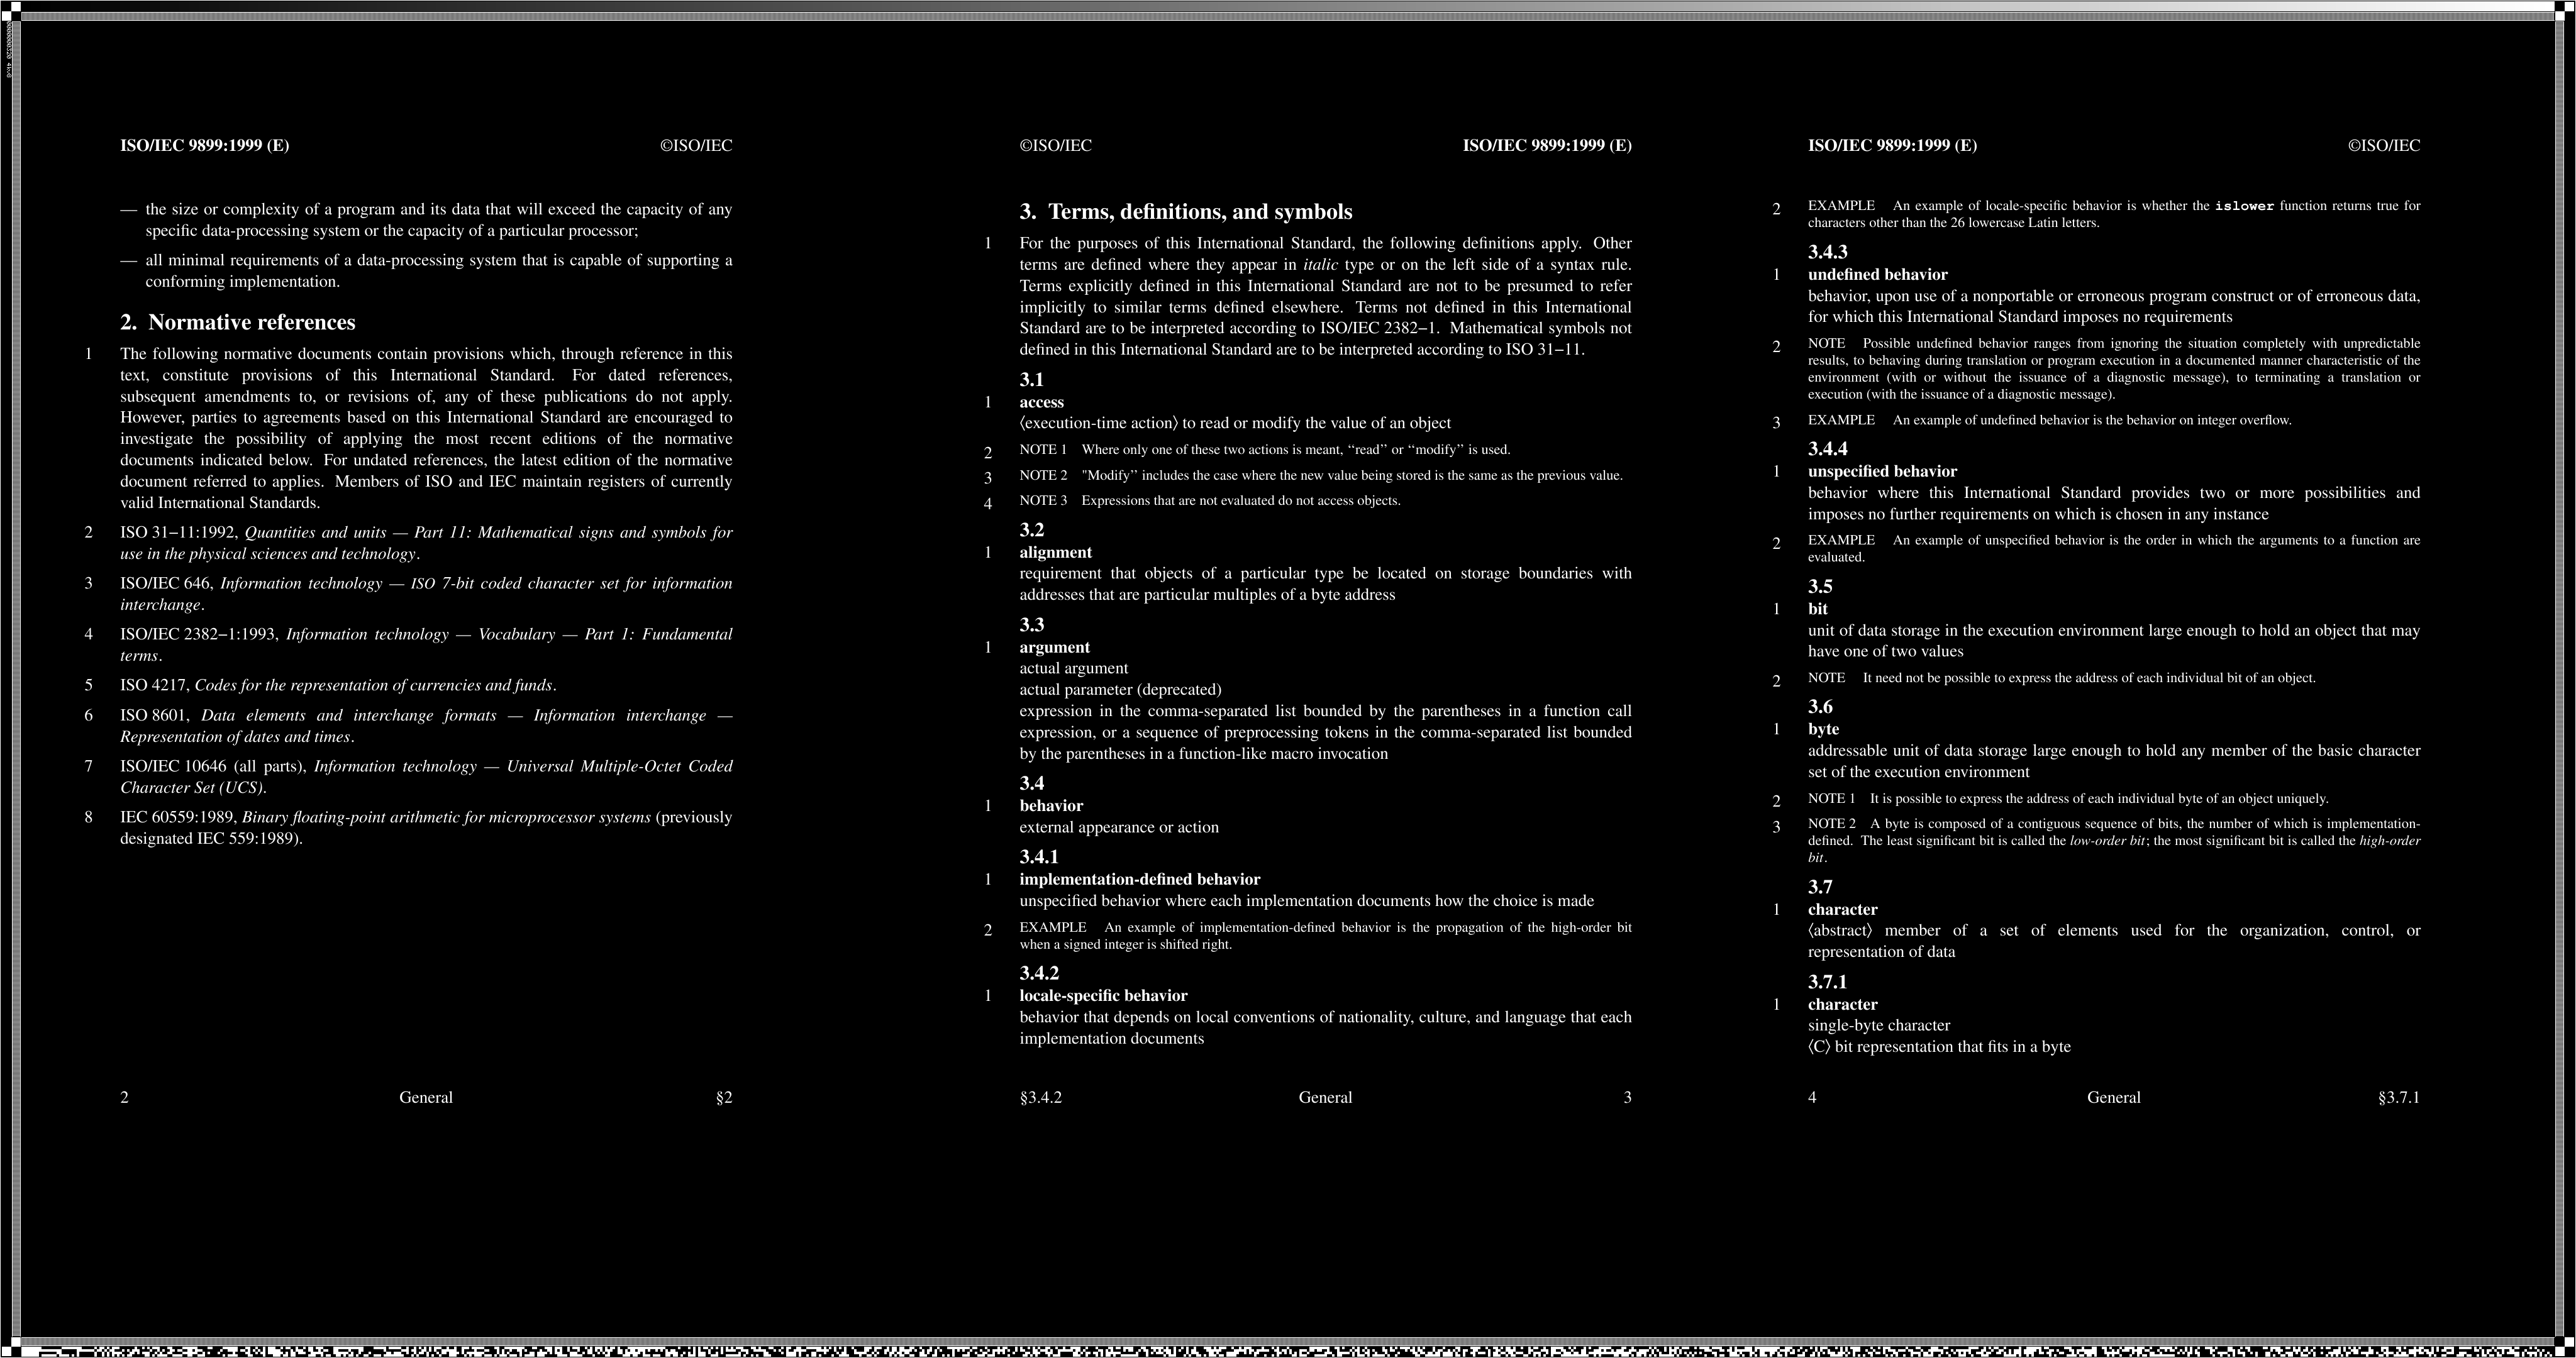 ISO/IEC 9899:1999 (E) ©ISO/IEC
— the size or complexity of a program and its data that will exceed the capacity of any
specific data-processing system or the capacity of a particular processor;
— all minimal requirements of a data-processing system that is capable of supporting a
conforming implementation.
2. Normative references
1 The following normative documents contain provisions which, through reference in this
text, constitute provisions of this International Standard. For dated references,
subsequent amendments to, or revisions of, any of these publications do not apply.
However, parties to agreements based on this International Standard are encouraged to
investigate the possibility of applying the most recent editions of the normative
documents indicated below. For undated references, the latest edition of the normative
document referred to applies. Members of ISO and IEC maintain registers of currently
valid International Standards.
2 ISO 31−11:1992, Quantities and units — Part 11: Mathematical signs and symbols for
use in the physical sciences and technology.
3 ISO/IEC 646, Information technology — ISO 7-bit coded character set for information
interchange.
4 ISO/IEC 2382−1:1993, Information technology — Vocabulary — Part 1: Fundamental
terms.
5 ISO 4217, Codes for the representation of currencies and funds.
6 ISO 8601, Data elements and interchange formats — Information interchange —
Representation of dates and times.
7 ISO/IEC 10646 (all parts), Information technology — Universal Multiple-Octet Coded
Character Set (UCS).
8 IEC 60559:1989, Binary floating-point arithmetic for microprocessor systems (previously
designated IEC 559:1989).
2 General §2
©ISO/IEC ISO/IEC 9899:1999 (E)
3. Terms, definitions, and symbols
1 For the purposes of this International Standard, the following definitions apply. Other
terms are defined where they appear in italic type or on the left side of a syntax rule.
Terms explicitly defined in this International Standard are not to be presumed to refer
implicitly to similar terms defined elsewhere. Terms not defined in this International
Standard are to be interpreted according to ISO/IEC 2382−1. Mathematical symbols not
defined in this International Standard are to be interpreted according to ISO 31−11.
3.1
1 access
⟨execution-time action⟩ to read or modify the value of an object
2 NOTE 1 Where only one of these two actions is meant, ‘‘read’’ or ‘‘modify’’ is used.
3 NOTE 2 "Modify’’ includes the case where the new value being stored is the same as the previous value.
4 NOTE 3 Expressions that are not evaluated do not access objects.
3.2
1 alignment
requirement that objects of a particular type be located on storage boundaries with
addresses that are particular multiples of a byte address
3.3
1 argument
actual argument
actual parameter (deprecated)
expression in the comma-separated list bounded by the parentheses in a function call
expression, or a sequence of preprocessing tokens in the comma-separated list bounded
by the parentheses in a function-like macro invocation
3.4
1 behavior
external appearance or action
3.4.1
1 implementation-defined behavior
unspecified behavior where each implementation documents how the choice is made
2 EXAMPLE An example of implementation-defined behavior is the propagation of the high-order bit
when a signed integer is shifted right.
3.4.2
1 locale-specific behavior
behavior that depends on local conventions of nationality, culture, and language that each
implementation documents
§3.4.2 General 3
ISO/IEC 9899:1999 (E) ©ISO/IEC
2 EXAMPLE An example of locale-specific behavior is whether the islower function returns true for
characters other than the 26 lowercase Latin letters.
3.4.3
1 undefined behavior
behavior, upon use of a nonportable or erroneous program construct or of erroneous data,
for which this International Standard imposes no requirements
2 NOTE Possible undefined behavior ranges from ignoring the situation completely with unpredictable
results, to behaving during translation or program execution in a documented manner characteristic of the
environment (with or without the issuance of a diagnostic message), to terminating a translation or
execution (with the issuance of a diagnostic message).
3 EXAMPLE An example of undefined behavior is the behavior on integer overflow.
3.4.4
1 unspecified behavior
behavior where this International Standard provides two or more possibilities and
imposes no further requirements on which is chosen in any instance
2 EXAMPLE An example of unspecified behavior is the order in which the arguments to a function are
evaluated.
3.5
1 bit
unit of data storage in the execution environment large enough to hold an object that may
have one of two values
2 NOTE It need not be possible to express the address of each individual bit of an object.
3.6
1 byte
addressable unit of data storage large enough to hold any member of the basic character
set of the execution environment
2 NOTE 1 It is possible to express the address of each individual byte of an object uniquely.
3 NOTE 2 A byte is composed of a contiguous sequence of bits, the number of which is implementation-
defined. The least significant bit is called the low-order bit; the most significant bit is called the high-order
bit.
3.7
1 character
⟨abstract⟩ member of a set of elements used for the organization, control, or
representation of data
3.7.1
1 character
single-byte character
⟨C⟩ bit representation that fits in a byte
4 General §3.7.1